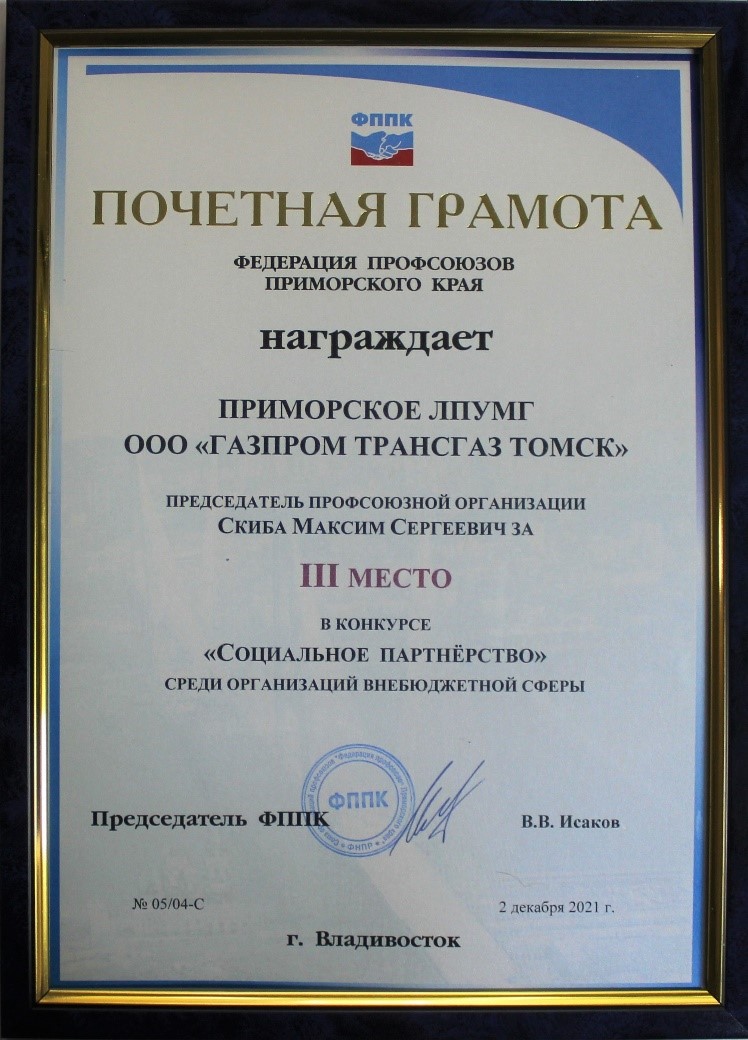 ФППК
ПОЧЕТНАЯ ГРАМОТА
ФЕДЕРАЦИЯ ПРОФСОЮЗОВ
ПРИМОРСКОГО КРАЯ
награждает
ПРИМОРСКОЕ ЛПУМГ
ООО «ГАЗПРОМ ТРАНСГАЗ ТОМСК»
ПРЕДСЕДАТЕЛЬ ПРОФСОЮЗНОЙ ОРГАНИЗАЦИИ
СКИБА МАКСИМ СЕРГЕЕВИЧ ЗА
III МЕСТО
В КОНКУРСЕ
«СОЦИАЛЬНОЕ ПАРТНЁРСТВО»
СРЕДИ ОРГАНИЗАЦИЙ ВНЕБЮДЖЕТНОЙ СФЕРЫ
ФППК
ФНПР
Председатель ФППК
В.В. Исаков
№ 05/04-С
2 декабря 2021 г.
г. Владивосток